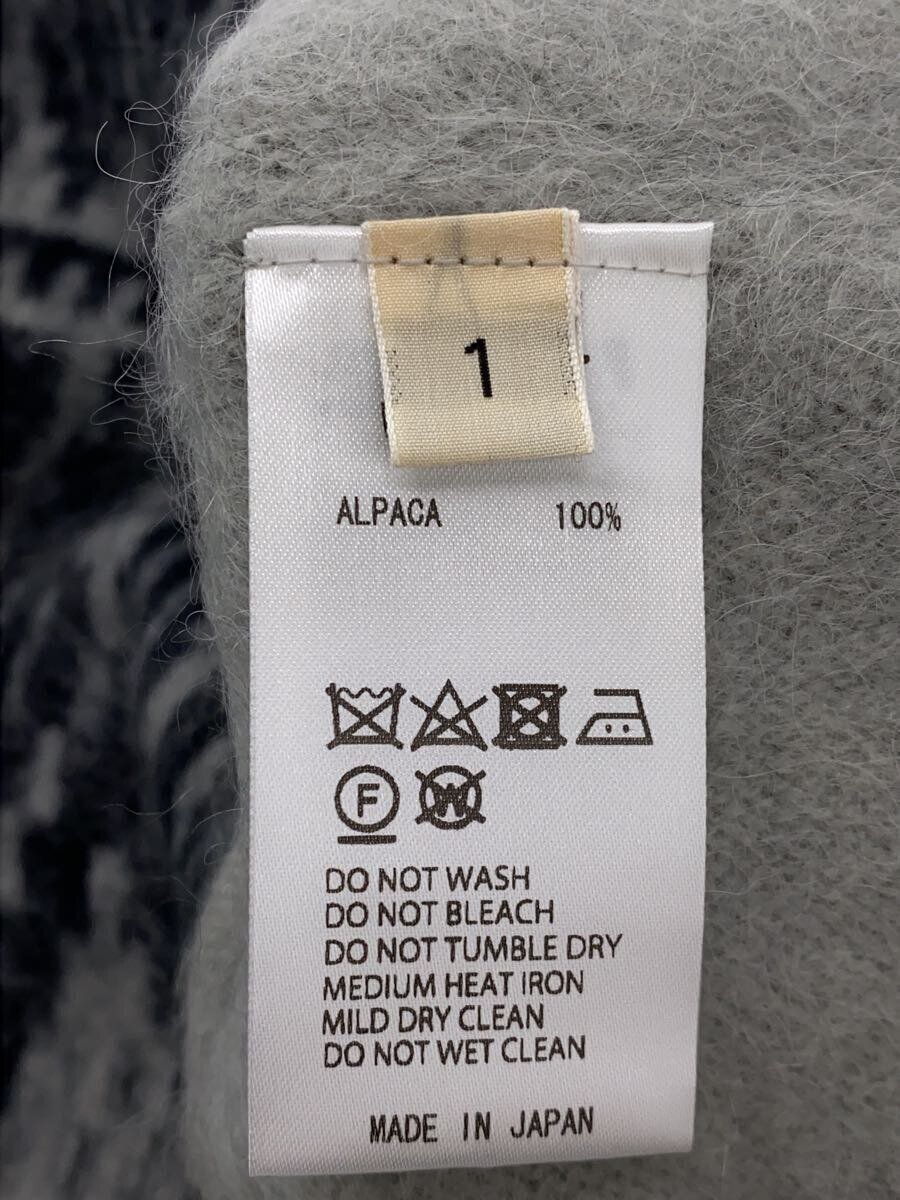 1
ALPACA 100%
F
W
DO NOT WASH
DO NOT BLEACH
DO NOT TUMBLE DRY
MEDIUM HEAT IRON
MILD DRY CLEAN
DO NOT WET CLEAN
MADE IN JAPAN